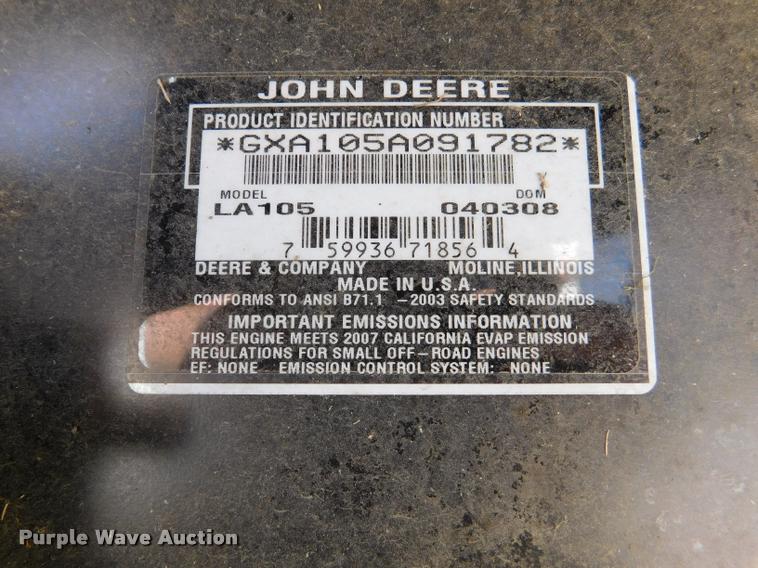 JOHN DEERE
PRODUCT IDENTIFICATION NUMBER
*GXA105A091782*
MODEL DOM
LA105 040308
7 59936 71856 4
DEERE & COMPANY MOLINE, ILLINOIS
MADE IN U.S.A.
CONFORMS TO ANSI B71.1 -2003 SAFETY STANDARDS
IMPORTANT EMISSIONS INFORMATION
THIS ENGINE MEETS 2007 CALIFORNIA EVAP EMISSION
REGULATIONS FOR SMALL OFF-ROAD ENGINES
EF: NONE EMISSION CONTROL SYSTEM: NONE
Purple Wave Auction